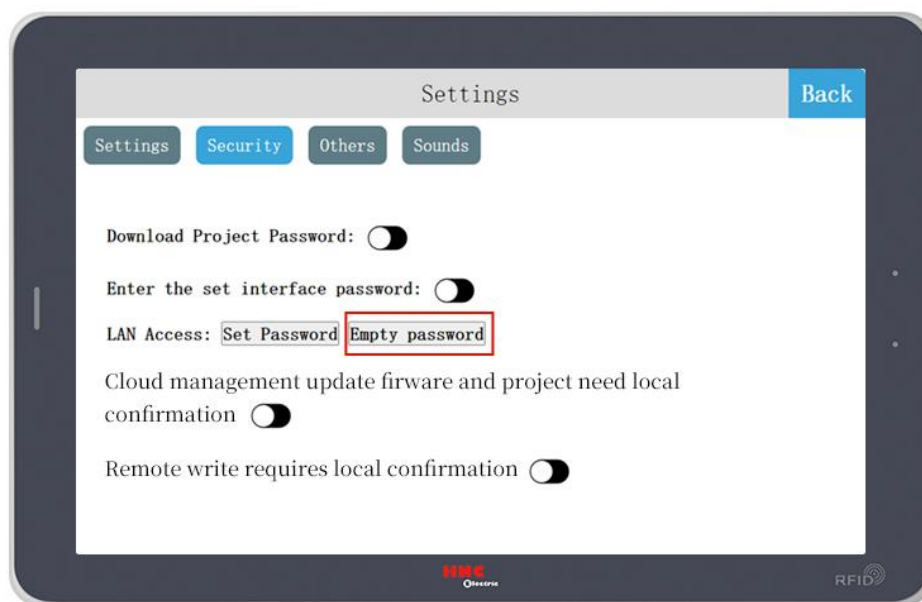 Settings
Back
Settings Security Others Sounds
Download Project Password:
Enter the set interface password:
LAN Access: Set Password Empty password
Cloud management update firware and project need local
confirmation
Remote write requires local confirmation
HMC
Electric
RFID